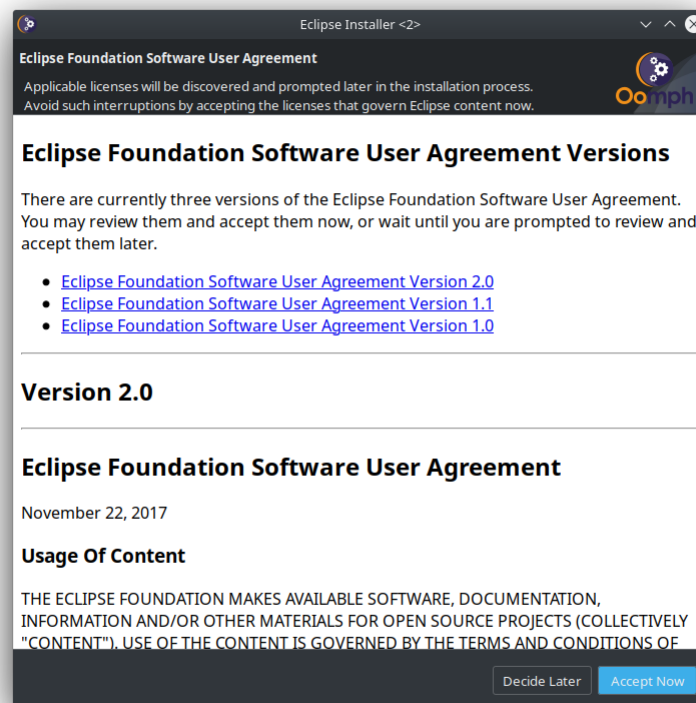 Eclipse Installer <2>
Eclipse Foundation Software User Agreement
Applicable licenses will be discovered and prompted later in the installation process.
Avoid such interruptions by accepting the licenses that govern Eclipse content now.
Oomph
Eclipse Foundation Software User Agreement Versions
There are currently three versions of the Eclipse Foundation Software User Agreement.
You may review them and accept them now, or wait until you are prompted to review and
accept them later.
Eclipse Foundation Software User Agreement Version 2.0
Eclipse Foundation Software User Agreement Version 1.1
Eclipse Foundation Software User Agreement Version 1.0
Version 2.0
Eclipse Foundation Software User Agreement
November 22, 2017
Usage Of Content
THE ECLIPSE FOUNDATION MAKES AVAILABLE SOFTWARE, DOCUMENTATION,
INFORMATION AND/OR OTHER MATERIALS FOR OPEN SOURCE PROJECTS (COLLECTIVELY
"CONTENT"). USE OF THE CONTENT IS GOVERNED BY THE TERMS AND CONDITIONS OF
Decide Later
Accept Now